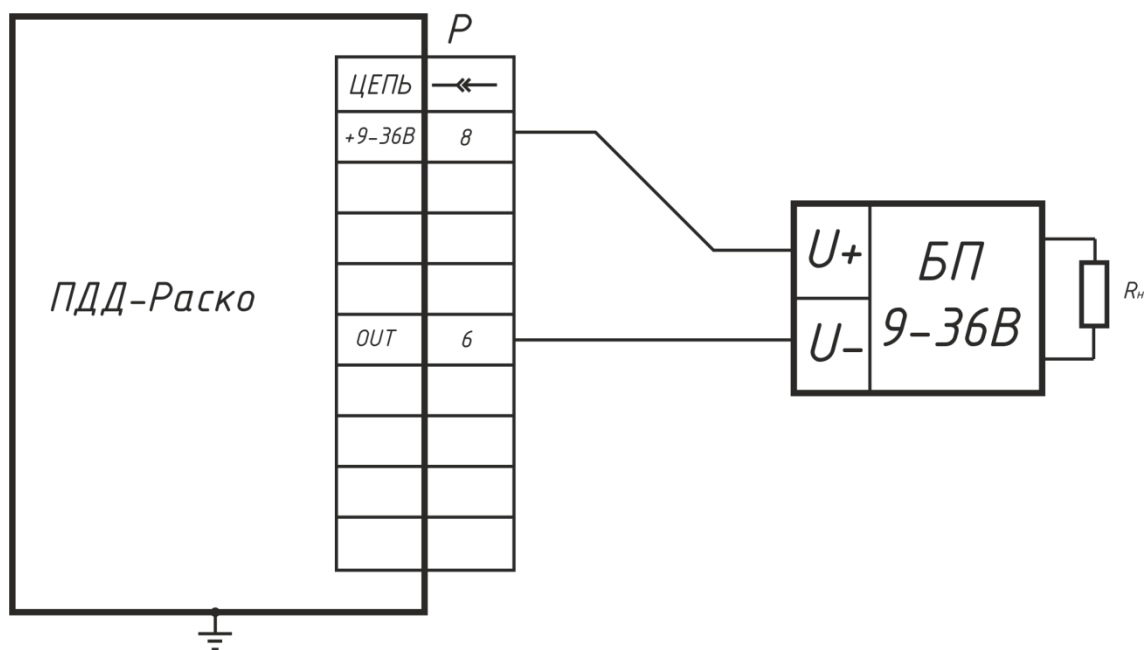 P
ЦЕПЬ
+9-36В 8
ПДД-Раско
OUT 6
U+
U-
БП
9-36В
Rн